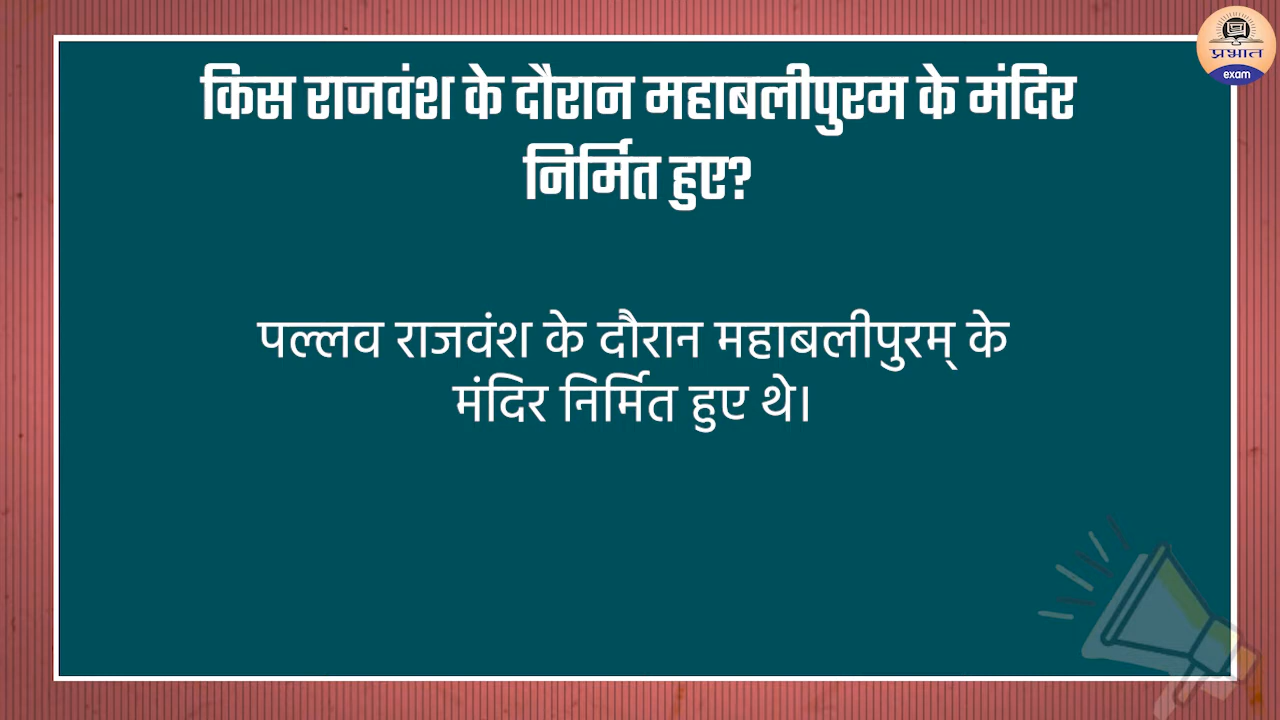 प्रभात
exam
किस राजवंश के दौरान महाबलीपुरम के मंदिर
निर्मित हुए?
पल्लव राजवंश के दौरान महाबलीपुरम् के
मंदिर निर्मित हुए थे।